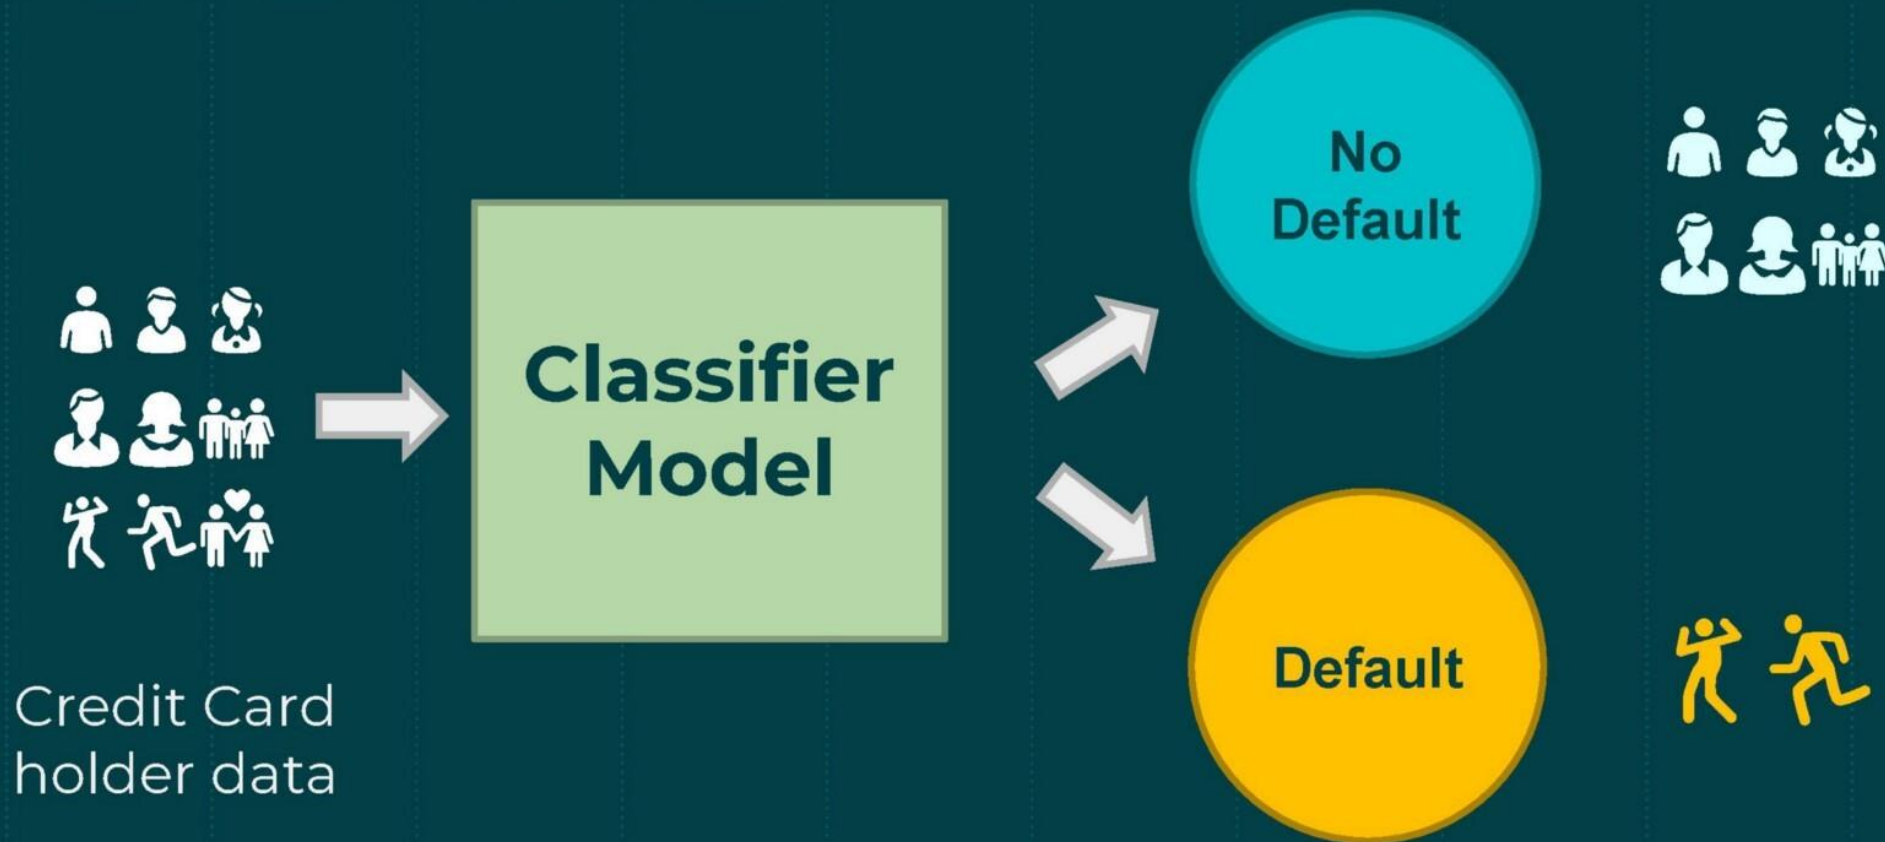 Credit Card
holder data
Classifier
Model
No
Default
Default